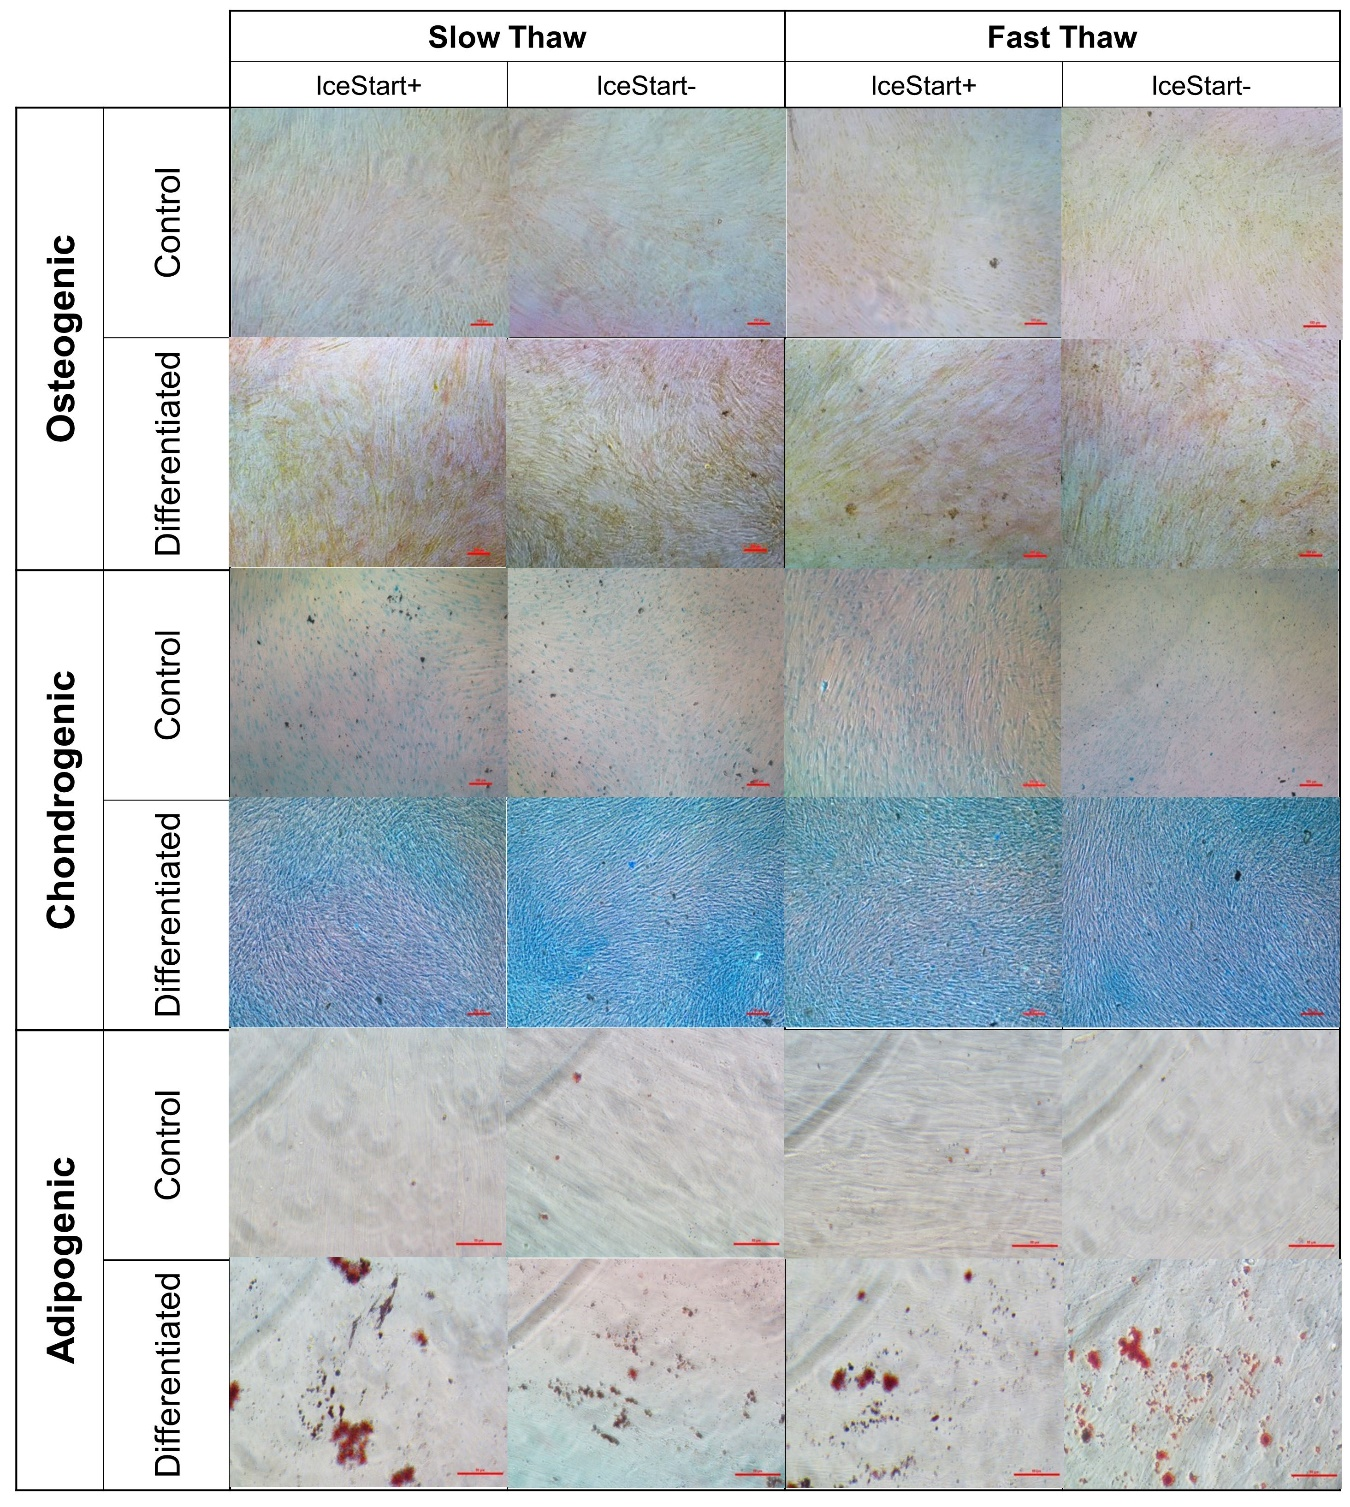 Slow Thaw
Fast Thaw
IceStart+
IceStart-
IceStart+
IceStart-
Osteogenic
Control
Differentiated
Chondrogenic
Control
Differentiated
Adipogenic
Control
Differentiated